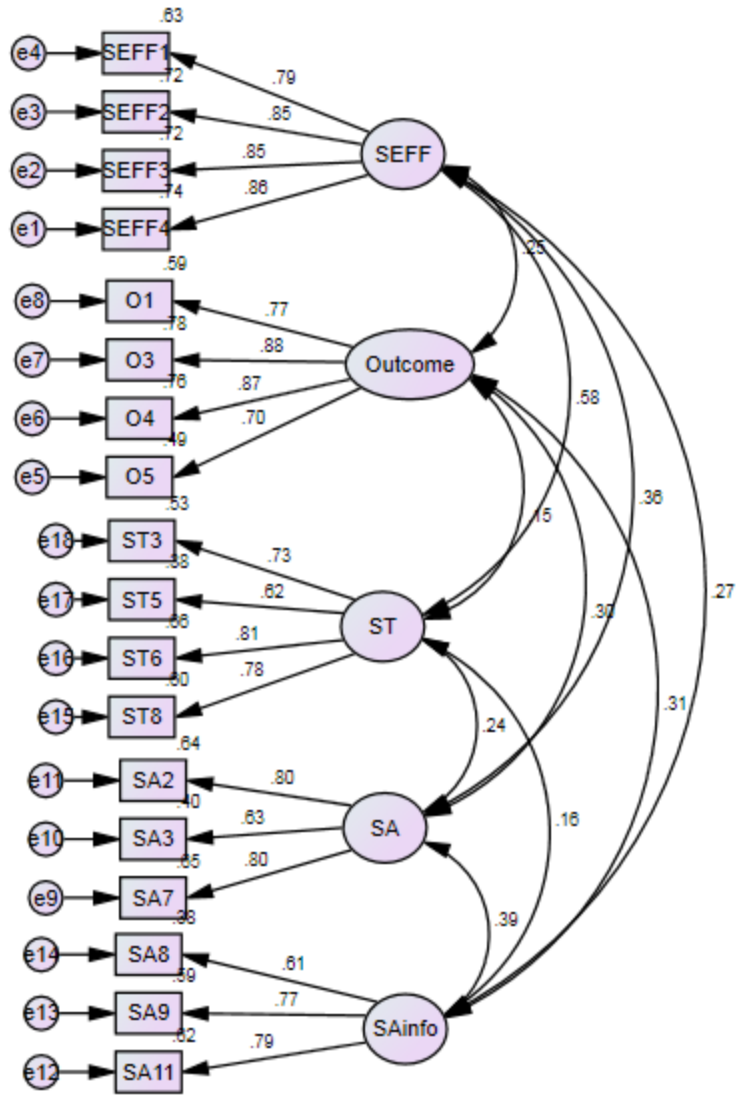 .63
e4 SEFF1 .79
.72
e3 SEFF2 .85
.72
e2 SEFF3 .85
.74
e1 SEFF4 .86
SEFF
.25
.59
e8 O1 .77
.78
e7 O3 .88
.76
e6 O4 .87
.49
e5 O5 .70
Outcome
.58
.36
.15
.27
.53
e18 ST3 .73
.38
e17 ST5 .62
.66
e16 ST6 .81
.60
e15 ST8 .78
ST
.30
.31
.24
.64
e11 SA2 .80
.40
e10 SA3 .63
.65
e9 SA7 .80
SA
.16
.39
.38
e14 SA8 .61
.59
e13 SA9 .77
.62
e12 SA11 .79
SAinfo